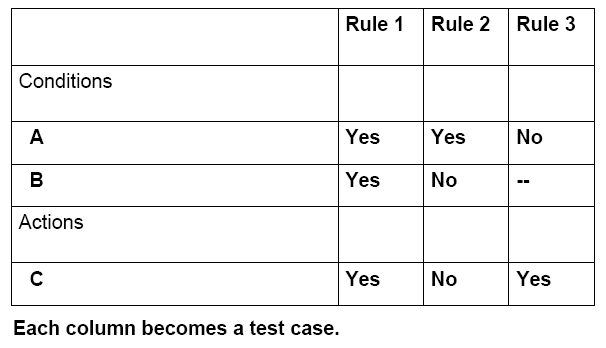 Rule 1 Rule 2 Rule 3
Conditions
A Yes Yes No
B Yes No --
Actions
C Yes No Yes
Each column becomes a test case.